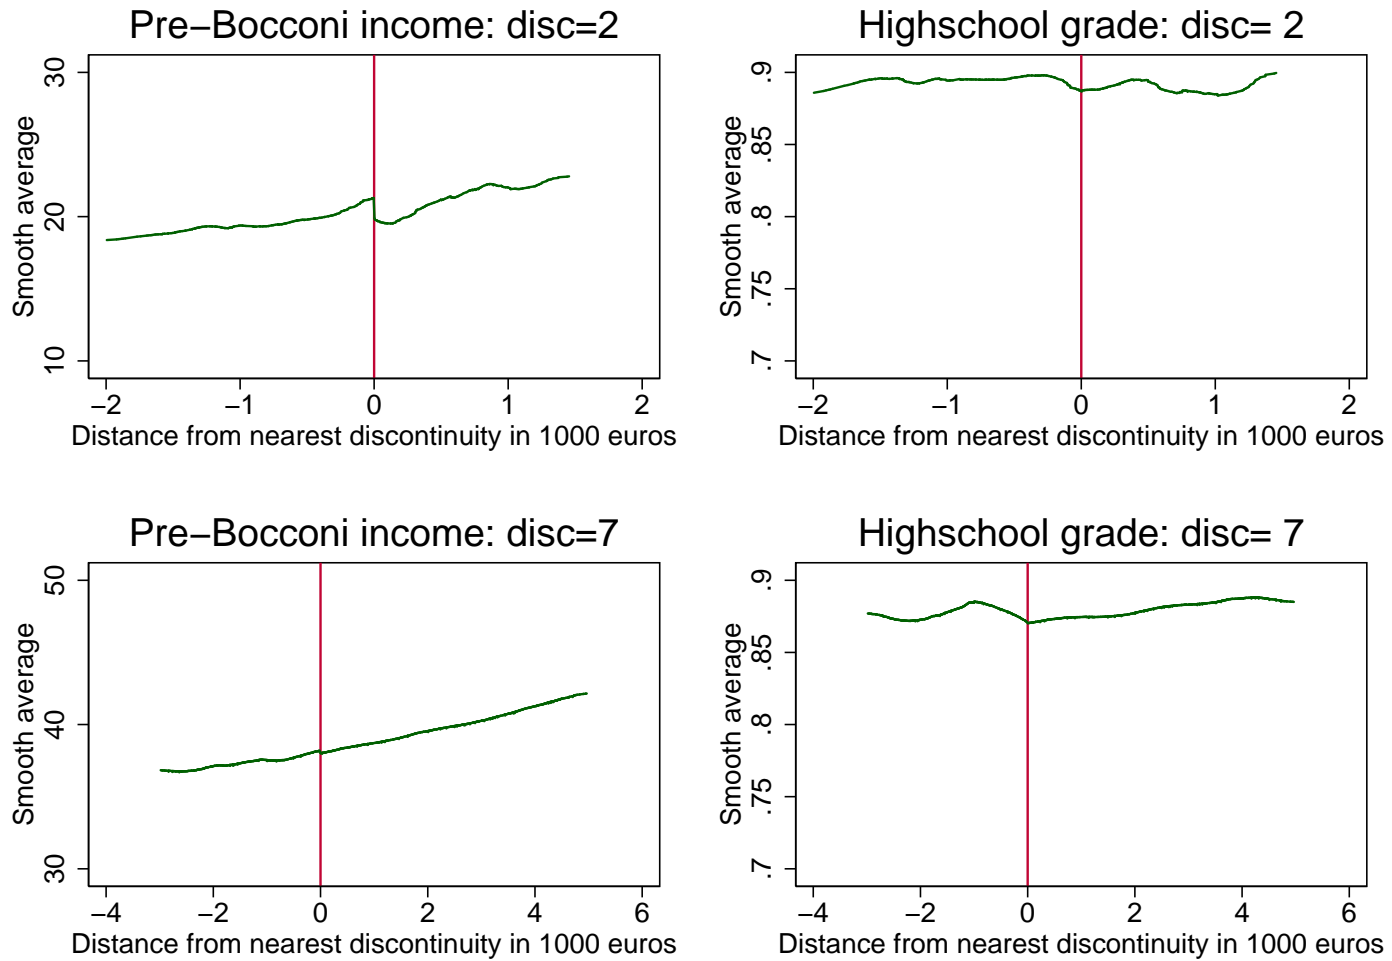 Pre−Bocconi income: disc=2
Smooth average
30
20
10
−2 −1 0 1 2
Distance from nearest discontinuity in 1000 euros
Highschool grade: disc= 2
Smooth average
.9
.85
.8
.75
.7
−2 −1 0 1 2
Distance from nearest discontinuity in 1000 euros
Pre−Bocconi income: disc=7
Smooth average
50
40
30
−4 −2 0 2 4 6
Distance from nearest discontinuity in 1000 euros
Highschool grade: disc= 7
Smooth average
.9
.85
.8
.75
.7
−4 −2 0 2 4 6
Distance from nearest discontinuity in 1000 euros